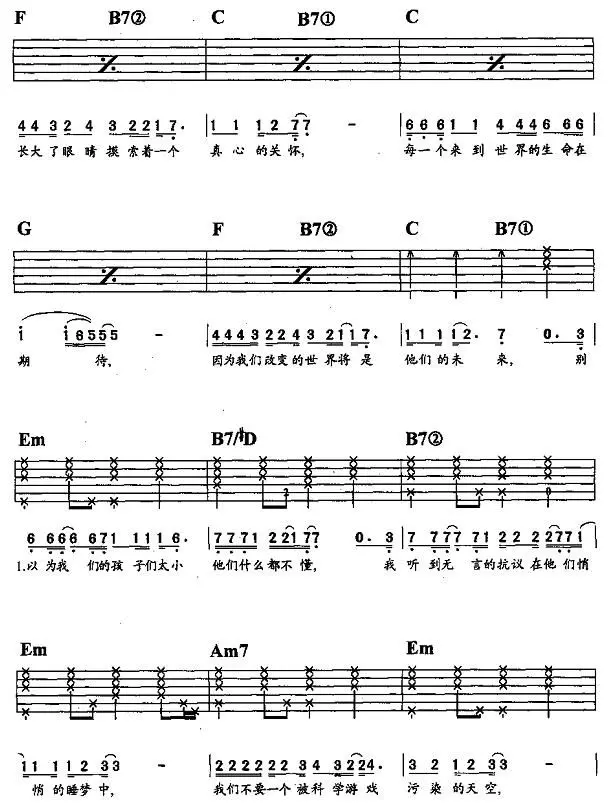 F B7② C B7① C
4 4 3 2 4 3 2 2 1 7. 1 1 1 2 7 7 - 6 6 6 1 1 4 4 4 6 6 6
长大了眼睛摸索着一个 真心的关怀, 每一个来到世界的生命在
G F B7② C B7①
1 1 6 5 5 5 - 4 4 4 3 2 2 4 3 2 1 1 7. 1 1 1 1 2. 7 0. 3
期待, 因为我们改变的世界将是 他们的未来, 别
Em B7/#D B7②
6 6 6 6 6 7 1 1 1 1 6. 7 7 7 1 2 2 1 7 7 0. 3 7 7 7 7 7 1 2 2 2 2 7 7 1
1.以为我们的孩子们太小 他们什么都不懂, 我听到无言的抗议在他们悄
Em Am7 Em
1 1 1 1 2 3 3 - 2 2 2 2 2 2 3 4 3 2 2 4. 3 2 1 2 3 3 -
悄的睡梦中, 我们不要一个被科学游戏 污染的天空,